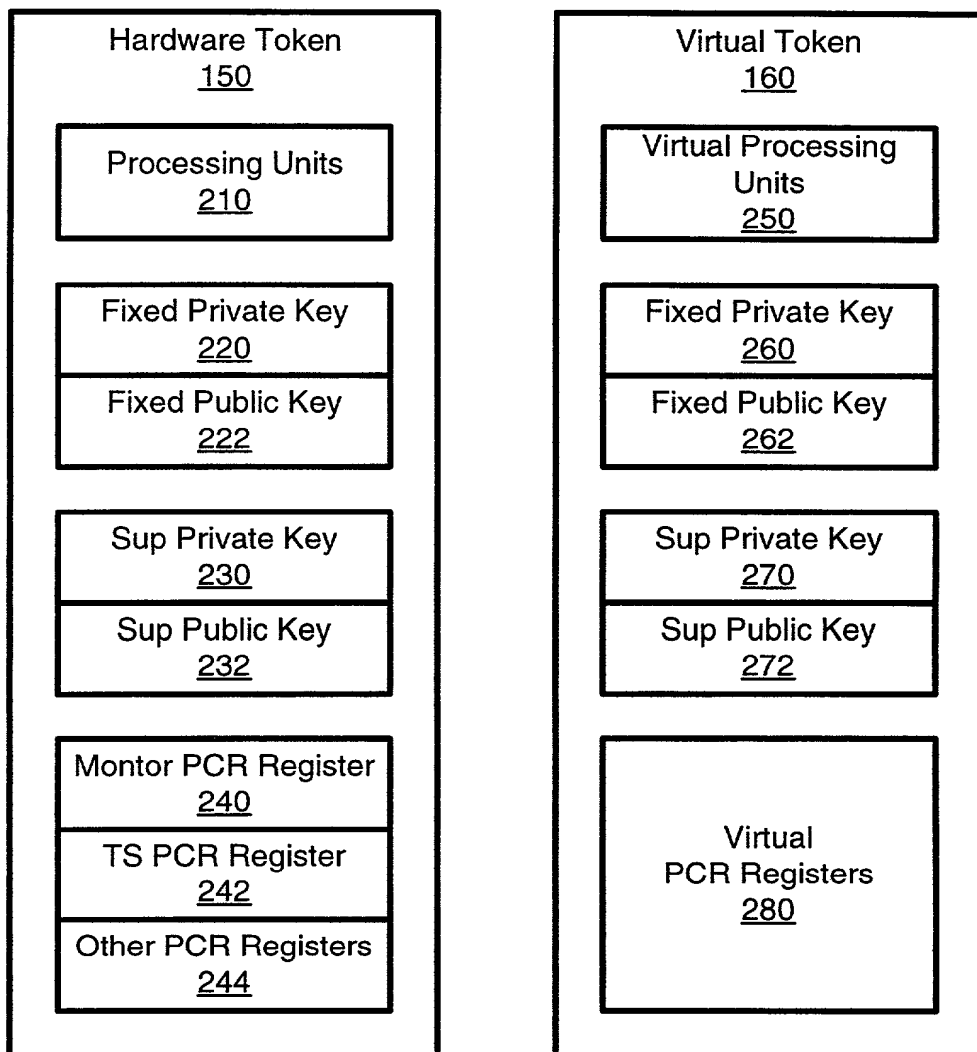 Hardware Token
150
Processing Units
210
Fixed Private Key
220
Fixed Public Key
222
Sup Private Key
230
Sup Public Key
232
Montor PCR Register
240
TS PCR Register
242
Other PCR Registers
244
Virtual Token
160
Virtual Processing
Units
250
Fixed Private Key
260
Fixed Public Key
262
Sup Private Key
270
Sup Public Key
272
Virtual
PCR Registers
280